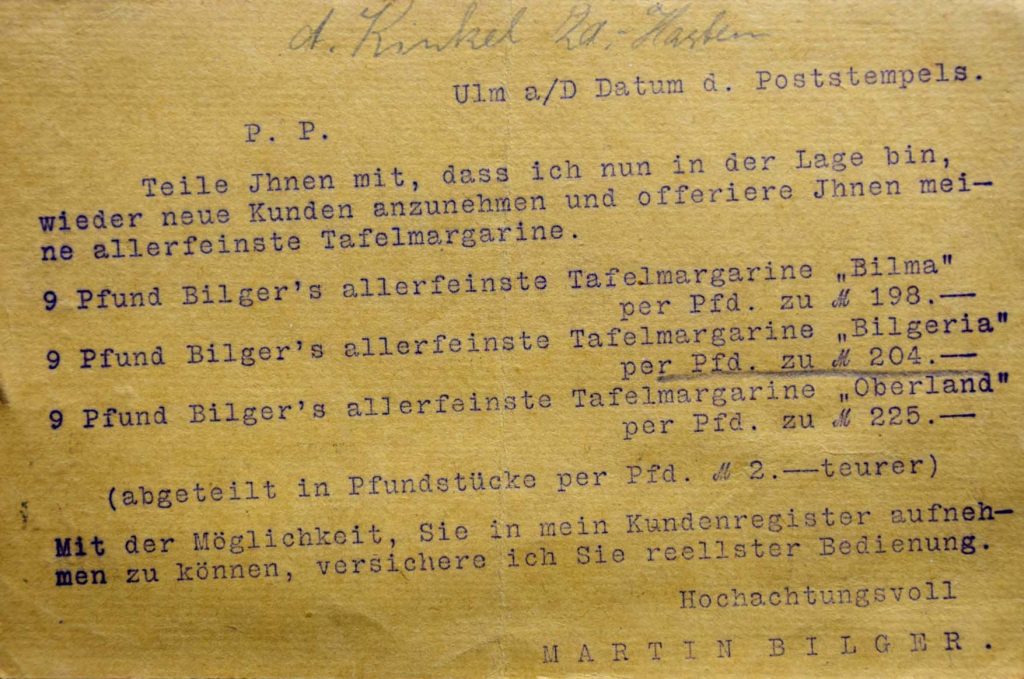 d. Kinkel
Ulm a/D Datum d. Poststempels.
P. P.
Teile Jhnen mit, dass ich nun in der Lage bin,
wieder neue Kunden anzunehmen und offeriere Jhnen mei—
ne allerfeinste Tafelmargarine.
9 Pfund Bilger's allerfeinste Tafelmargarine „Bilma"
per Pfd. zu ℳ 198.—
9 Pfund Bilger's allerfeinste Tafelmargarine „Bilgeria"
per Pfd. zu ℳ 204.—
9 Pfund Bilger's allerfeinste Tafelmargarine „Oberland"
per Pfd. zu ℳ 225.—
(abgeteilt in Pfundstücke per Pfd. ℳ 2.—teurer)
Mit der Möglichkeit, Sie in mein Kundenregister aufneh—
men zu können, versichere ich Sie reellster Bedienung.
Hochachtungsvoll
MARTIN BILGER.